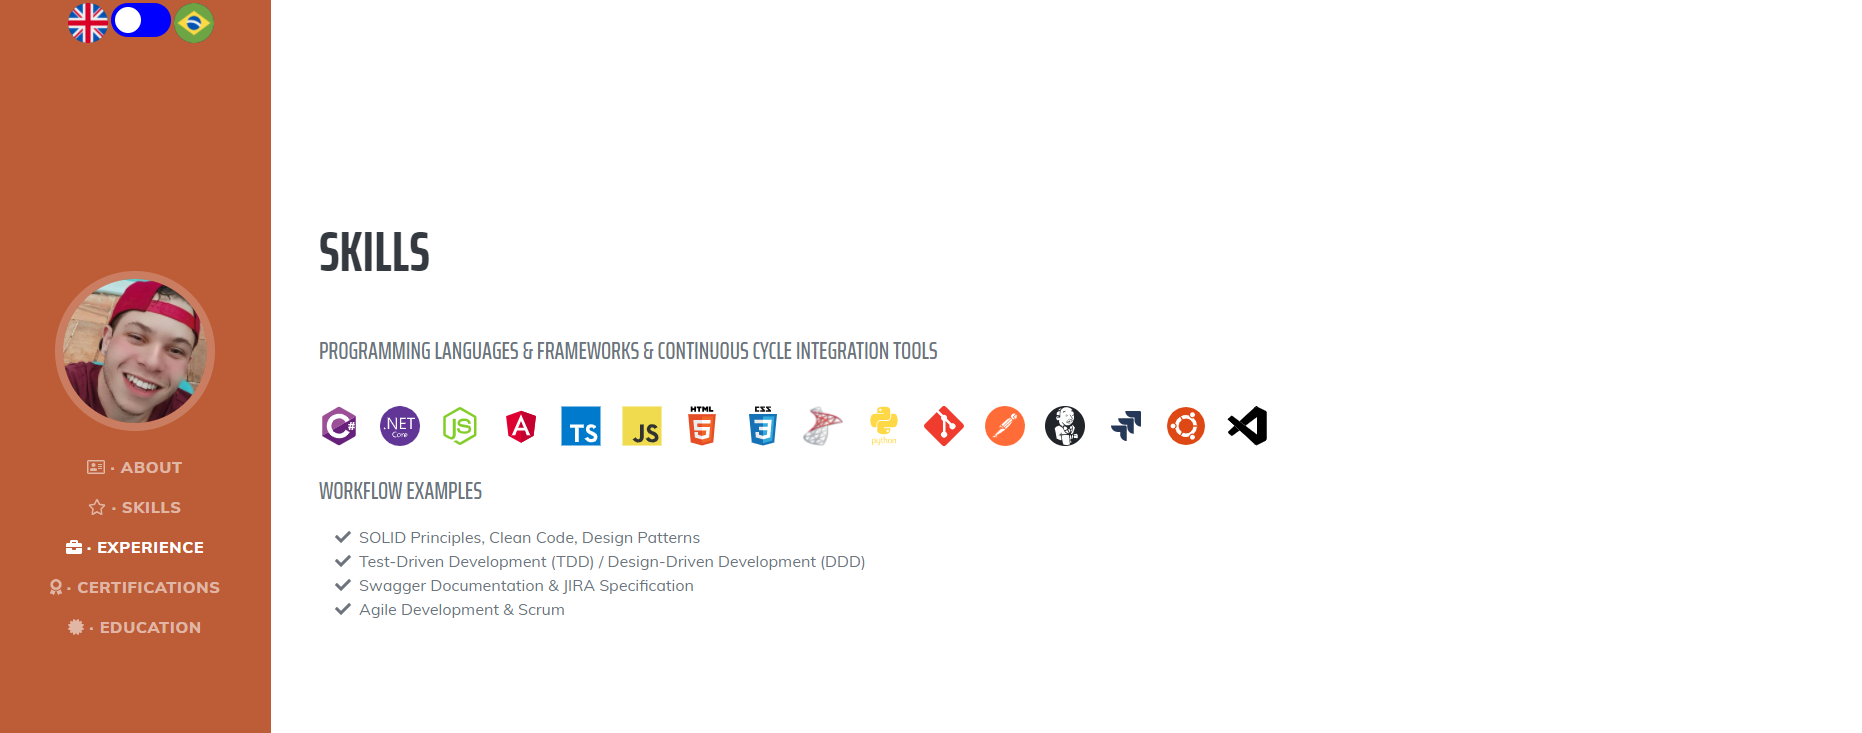 SKILLS
PROGRAMMING LANGUAGES & FRAMEWORKS & CONTINUOUS CYCLE INTEGRATION TOOLS
C# .NET Core JS A TS JS HTML 5 CSS 3 python
WORKFLOW EXAMPLES
SOLID Principles, Clean Code, Design Patterns
Test-Driven Development (TDD) / Design-Driven Development (DDD)
Swagger Documentation & JIRA Specification
Agile Development & Scrum
· ABOUT
· SKILLS
· EXPERIENCE
· CERTIFICATIONS
· EDUCATION